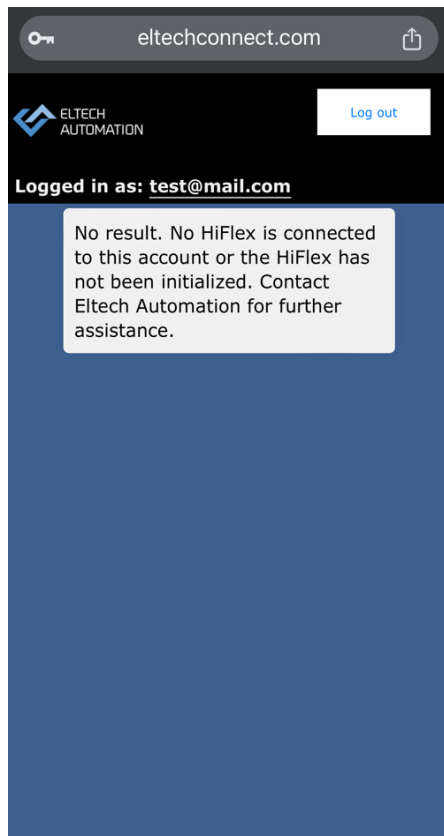 eltechconnect.com
ELTECH
AUTOMATION
Log out
Logged in as: test@mail.com
No result. No HiFlex is connected
to this account or the HiFlex has
not been initialized. Contact
Eltech Automation for further
assistance.